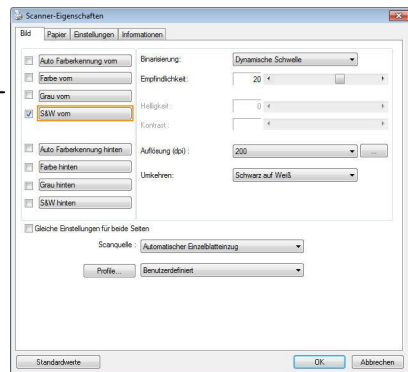 Scanner-Eigenschaften
Bild Papier Einstellungen Informationen
Auto Farberkennung vorn
Farbe vorn
Grau vorn
S&W vorn
Auto Farberkennung hinten
Farbe hinten
Grau hinten
S&W hinten
Binarisierung: Dynamische Schwelle
Empfindlichkeit: 20
Helligkeit: 0
Kontrast:
Auflösung (dpi) : 200 ...
Umkehren: Schwarz auf Weiß
Gleiche Einstellungen für beide Seiten
Scanquelle : Automatischer Einzelblatteinzug
Profile... Benutzerdefiniert
Standardwerte OK Abbrechen